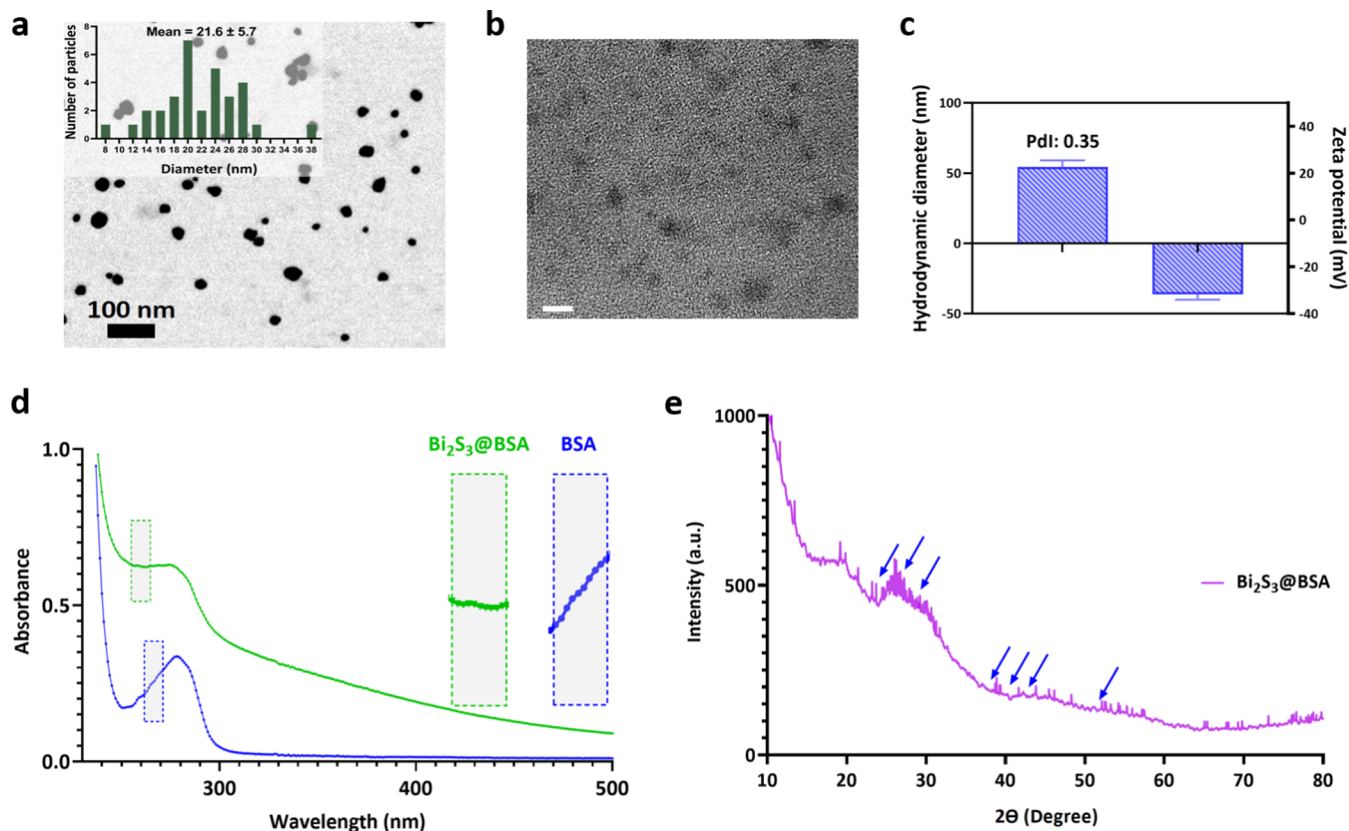 a
Mean = 21.6 ± 5.7
Number of particles
8
6
4
2
0
8 10 12 14 16 18 20 22 24 26 28 30 32 34 36 38
Diameter (nm)
100 nm
b
c
Hydrodynamic diameter (nm)
100
50
0
-50
PdI: 0.35
40
20
0
-20
-40
Zeta potential (mV)
d
Absorbance
1.0
0.5
0.0
Bi₂S₃@BSA
BSA
300 400 500
Wavelength (nm)
e
Intensity (a.u.)
1000
500
0
Bi₂S₃@BSA
10 20 30 40 50 60 70 80
2Θ (Degree)